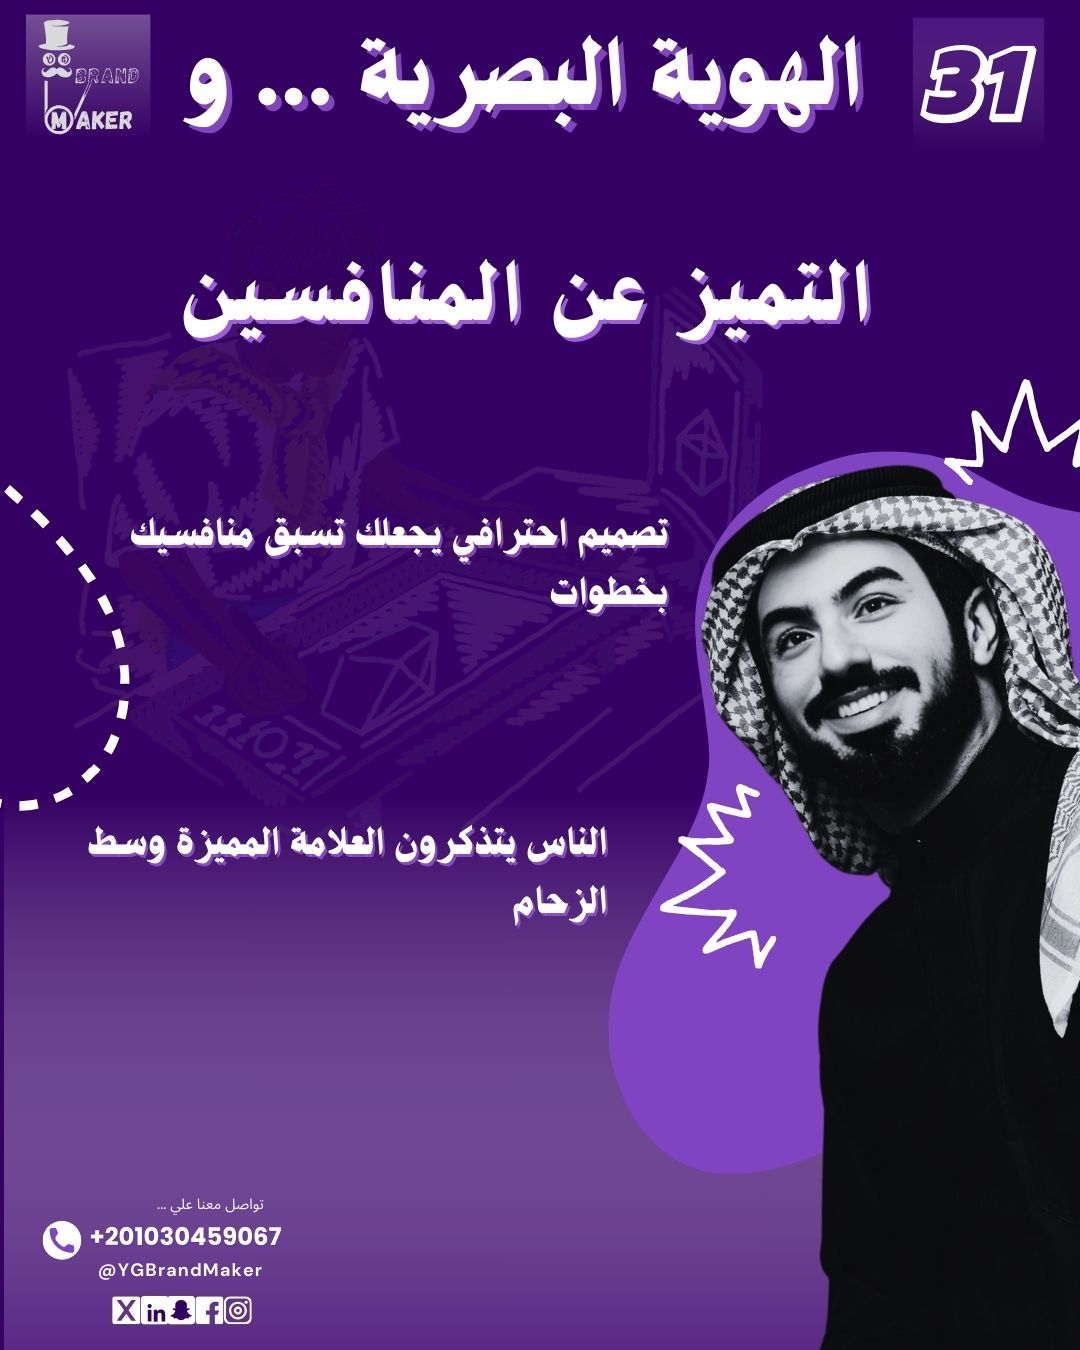 31
الهوية البصرية ... و
BRAND
MAKER
التميز عن المنافسين
تصميم احترافي يجعلك تسبق منافسيك
بخطوات
الناس يتذكرون العلامة المميزة وسط
الزحام
تواصل معنا علي ...
+201030459067
@YGBrandMaker